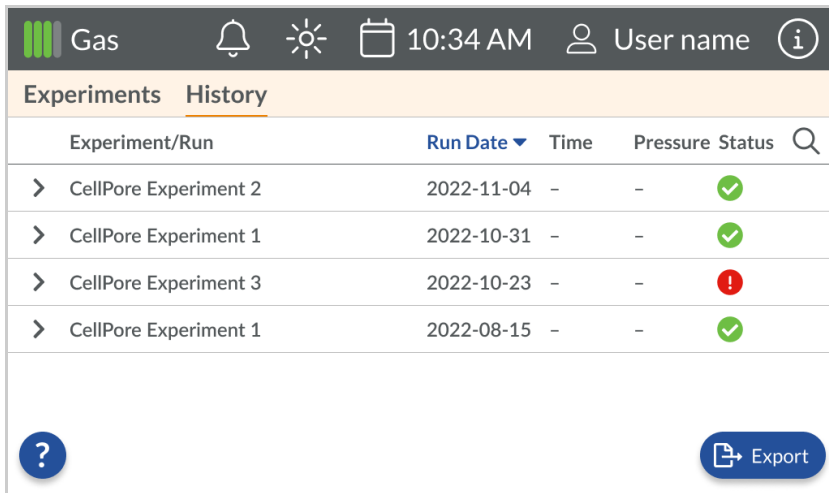 Gas 10:34 AM User name i
Experiments History
Experiment/Run Run Date Time Pressure Status
CellPore Experiment 2 2022-11-04 – –
CellPore Experiment 1 2022-10-31 – –
CellPore Experiment 3 2022-10-23 – – !
CellPore Experiment 1 2022-08-15 – –
? Export